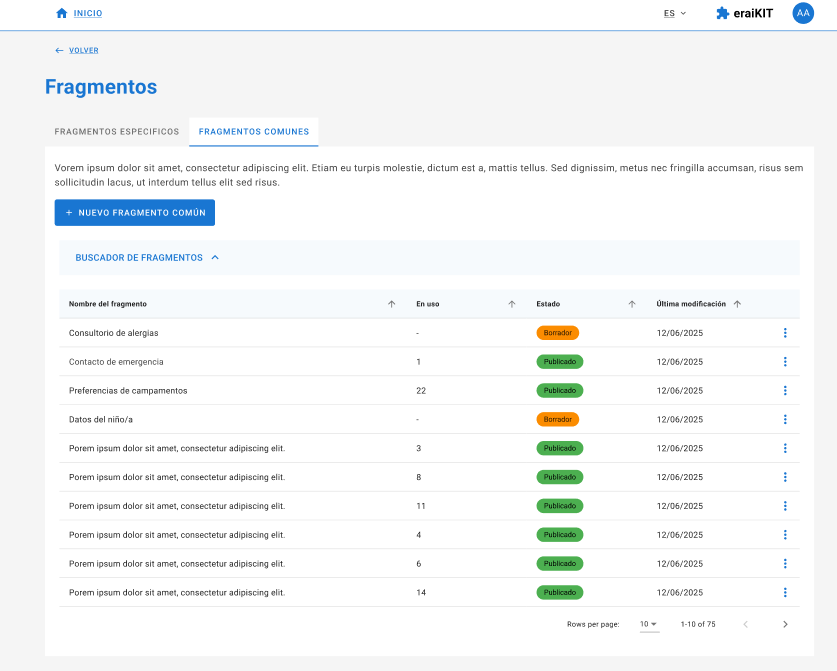 INICIO
ES
eraiKIT
AA
VOLVER
Fragmentos
FRAGMENTOS ESPECIFICOS
FRAGMENTOS COMUNES
Vorem ipsum dolor sit amet, consectetur adipiscing elit. Etiam eu turpis molestie, dictum est a, mattis tellus. Sed dignissim, metus nec fringilla accumsan, risus sem
sollicitudin lacus, ut interdum tellus elit sed risus.
+ NUEVO FRAGMENTO COMÚN
BUSCADOR DE FRAGMENTOS
Nombre del fragmento En uso Estado Última modificación
Consultorio de alergias - Borrador 12/06/2025
Contacto de emergencia 1 Publicado 12/06/2025
Preferencias de campamentos 22 Publicado 12/06/2025
Datos del niño/a - Borrador 12/06/2025
Porem ipsum dolor sit amet, consectetur adipiscing elit. 3 Publicado 12/06/2025
Porem ipsum dolor sit amet, consectetur adipiscing elit. 8 Publicado 12/06/2025
Porem ipsum dolor sit amet, consectetur adipiscing elit. 11 Publicado 12/06/2025
Porem ipsum dolor sit amet, consectetur adipiscing elit. 4 Publicado 12/06/2025
Porem ipsum dolor sit amet, consectetur adipiscing elit. 6 Publicado 12/06/2025
Porem ipsum dolor sit amet, consectetur adipiscing elit. 14 Publicado 12/06/2025
Rows per page: 10 1-10 of 75